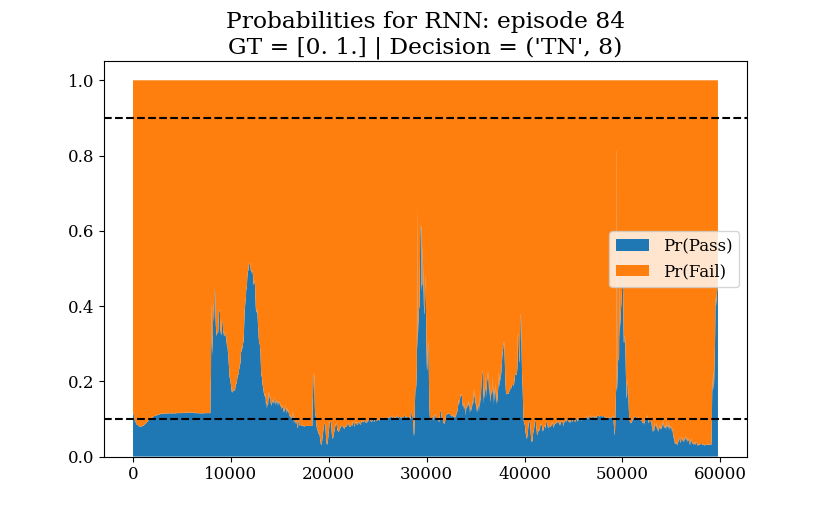 Probabilities for RNN: episode 84
GT = [0. 1.] | Decision = ('TN', 8)
1.0
0.8
0.6
0.4
0.2
0.0
Pr(Pass)
Pr(Fail)
0 10000 20000 30000 40000 50000 60000